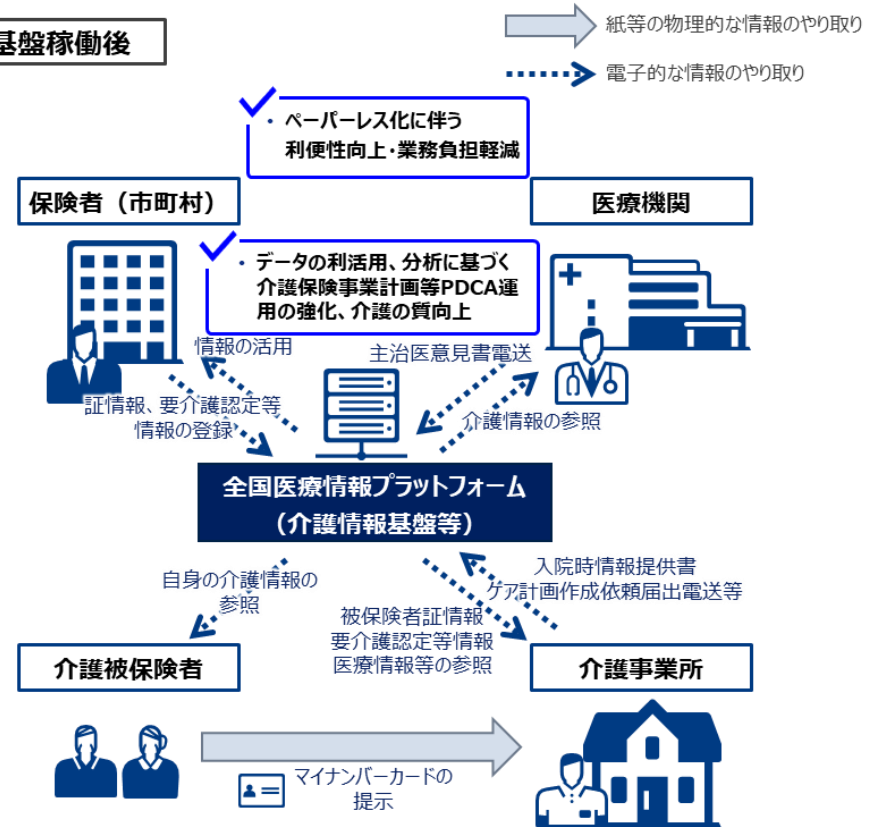 紙等の物理的な情報のやり取り
基盤稼働後
電子的な情報のやり取り
・ ペーパーレス化に伴う
利便性向上・業務負担軽減
保険者（市町村）
医療機関
・ データの利活用、分析に基づく
介護保険事業計画等PDCA運
用の強化、介護の質向上
情報の活用
主治医意見書電送
証情報、要介護認定等
情報の登録
介護情報の参照
全国医療情報プラットフォーム
（介護情報基盤等）
自身の介護情報の
参照
入院時情報提供書
ケア計画作成依頼届出電送等
被保険者証情報
要介護認定等情報
医療情報等の参照
介護被保険者
介護事業所
マイナンバーカードの
提示